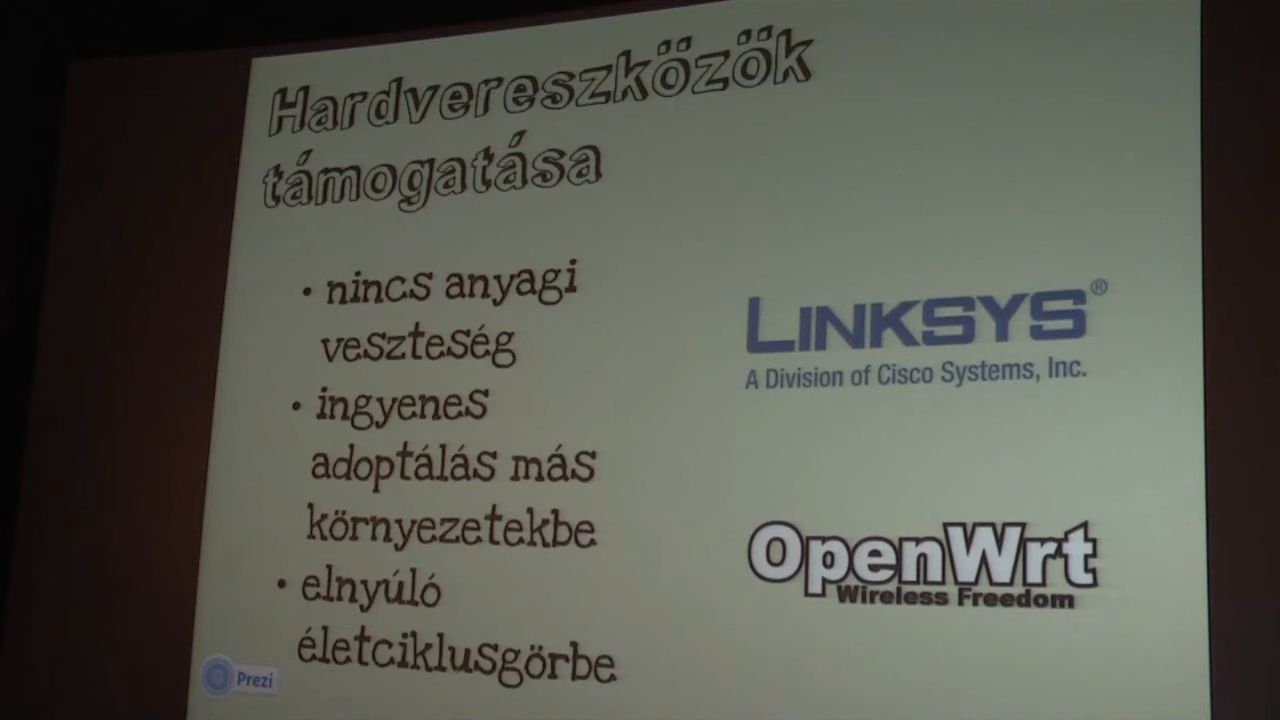 Hardvereszközök
támogatása
• nincs anyagi
veszteség
• ingyenes
adoptálás más
környezetekbe
• elnyúló
életciklusgörbe
LINKSYS®
A Division of Cisco Systems, Inc.
OpenWrt
Wireless Freedom
Prezi